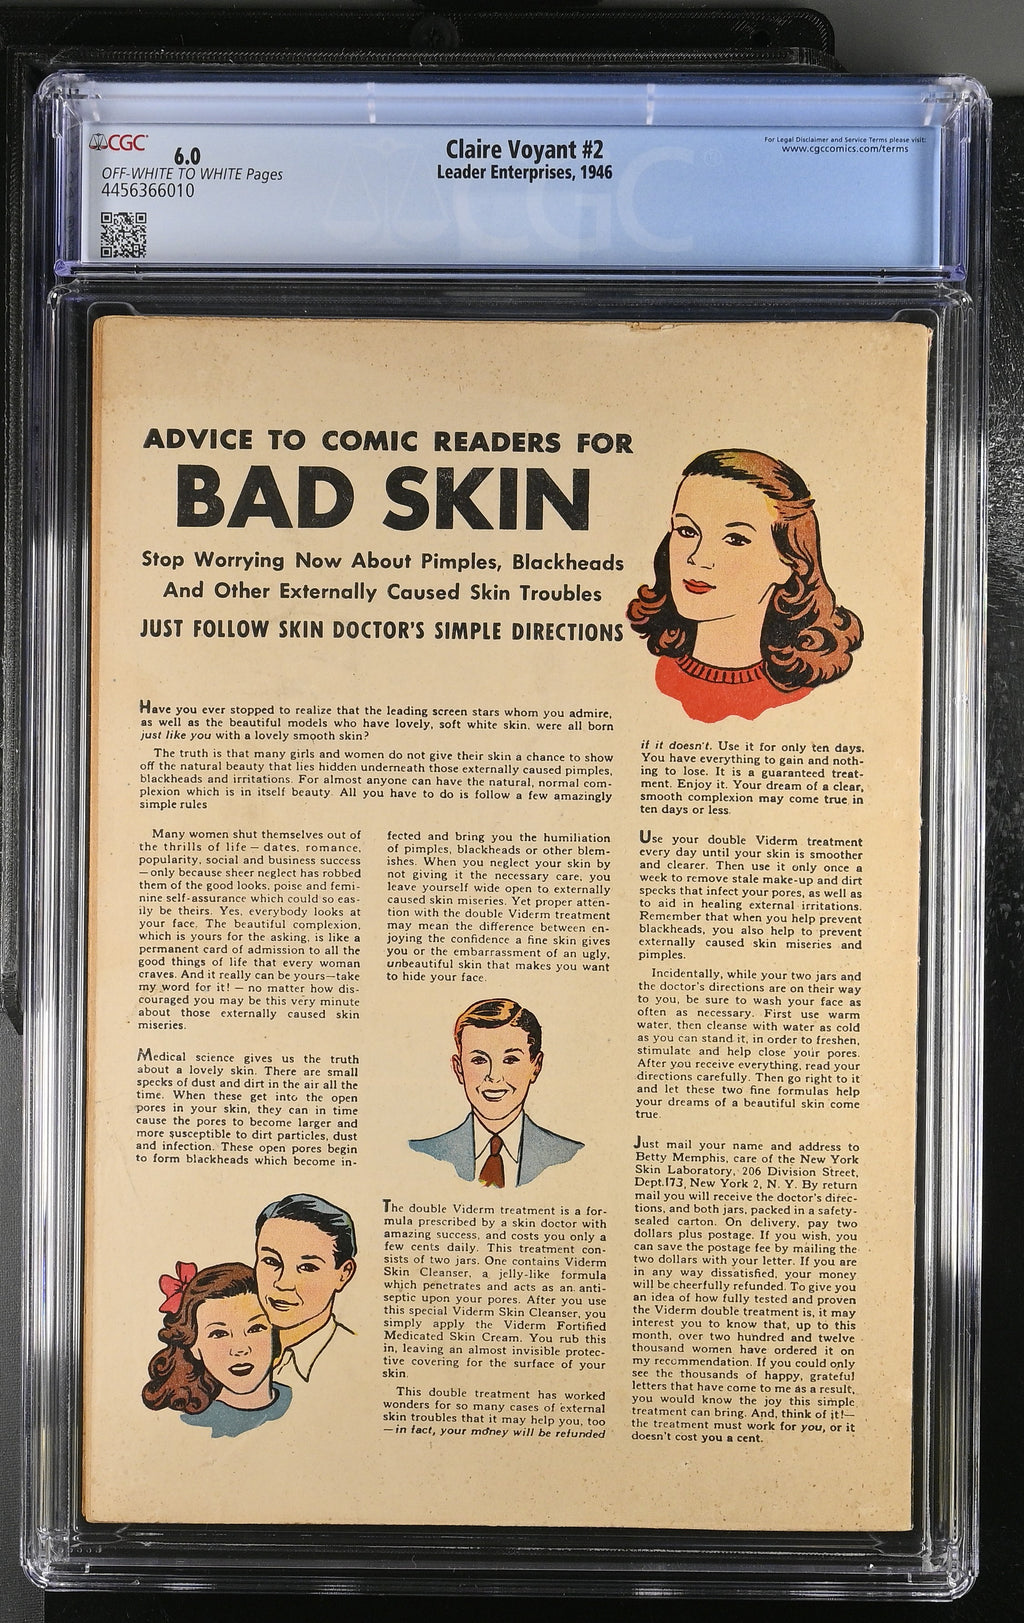 CGC
6.0
OFF-WHITE TO WHITE Pages
4456366010
Claire Voyant #2
Leader Enterprises, 1946
For Legal Disclaimer and Service Terms please visit:
www.cgccomics.com/terms
CGC
ADVICE TO COMIC READERS FOR
BAD SKIN
Stop Worrying Now About Pimples, Blackheads
And Other Externally Caused Skin Troubles
JUST FOLLOW SKIN DOCTOR'S SIMPLE DIRECTIONS
Have you ever stopped to realize that the leading screen stars whom you admire,
as well as the beautiful models who have lovely, soft white skin, were all born
just like you with a lovely smooth skin?
The truth is that many girls and women do not give their skin a chance to show
off the natural beauty that lies hidden underneath those externally caused pimples,
blackheads and irritations. For almost anyone can have the natural, normal com-
plexion which is in itself beauty. All you have to do is follow a few amazingly
simple rules
Many women shut themselves out of
the thrills of life — dates, romance,
popularity, social and business success
—only because sheer neglect has robbed
them of the good looks, poise and femi-
nine self-assurance which could so eas-
ily be theirs. Yes, everybody looks at
your face. The beautiful complexion,
which is yours for the asking, is like a
permanent card of admission to all the
good things of life that every woman
craves. And it really can be yours—take
my word for it! — no matter how dis-
couraged you may be this very minute
about those externally caused skin
miseries.
Medical science gives us the truth
about a lovely skin. There are small
specks of dust and dirt in the air all the
time. When these get into the open
pores in your skin, they can in time
cause the pores to become larger and
more susceptible to dirt particles, dust
and infection. These open pores begin
to form blackheads which become in-
fected and bring you the humiliation
of pimples, blackheads or other blem-
ishes. When you neglect your skin by
not giving it the necessary care, you
leave yourself wide open to externally
caused skin miseries. Yet proper atten-
tion with the double Viderm treatment
may mean the difference between en-
joying the confidence a fine skin gives
you or the embarrassment of an ugly,
unbeautiful skin that makes you want
to hide your face.
The double Viderm treatment is a for-
mula prescribed by a skin doctor with
amazing success, and costs you only a
few cents daily. This treatment con-
sists of two jars. One contains Viderm
Skin Cleanser, a jelly-like formula
which penetrates and acts as an anti-
septic upon your pores. After you use
this special Viderm Skin Cleanser, you
simply apply the Viderm Fortified
Medicated Skin Cream. You rub this
in, leaving an almost invisible protec-
tive covering for the surface of your
skin.
This double treatment has worked
wonders for so many cases of external
skin troubles that it may help you, too
—in fact, your money will be refunded
if it doesn't. Use it for only ten days.
You have everything to gain and noth-
ing to lose. It is a guaranteed treat-
ment. Enjoy it. Your dream of a clear,
smooth complexion may come true in
ten days or less.
Use your double Viderm treatment
every day until your skin is smoother
and clearer. Then use it only once a
week to remove stale make-up and dirt
specks that infect your pores, as well as
to aid in healing external irritations.
Remember that when you help prevent
blackheads, you also help to prevent
externally caused skin miseries and
pimples.
Incidentally, while your two jars and
the doctor's directions are on their way
to you, be sure to wash your face as
often as necessary. First use warm
water, then cleanse with water as cold
as you can stand it, in order to freshen,
stimulate and help close your pores.
After you receive everything, read your
directions carefully. Then go right to it
and let these two fine formulas help
your dreams of a beautiful skin come
true.
Just mail your name and address to
Betty Memphis, care of the New York
Skin Laboratory, 206 Division Street,
Dept.173, New York 2, N. Y. By return
mail you will receive the doctor's direc-
tions, and both jars, packed in a safety-
sealed carton. On delivery, pay two
dollars plus postage. If you wish, you
can save the postage fee by mailing the
two dollars with your letter. If you are
in any way dissatisfied, your money
will be cheerfully refunded. To give you
an idea of how fully tested and proven
the Viderm double treatment is, it may
interest you to know that, up to this
month, over two hundred and twelve
thousand women have ordered it on
my recommendation. If you could only
see the thousands of happy, grateful
letters that have come to me as a result,
you would know the joy this simple
treatment can bring. And, think of it!—
the treatment must work for you, or it
doesn't cost you a cent.